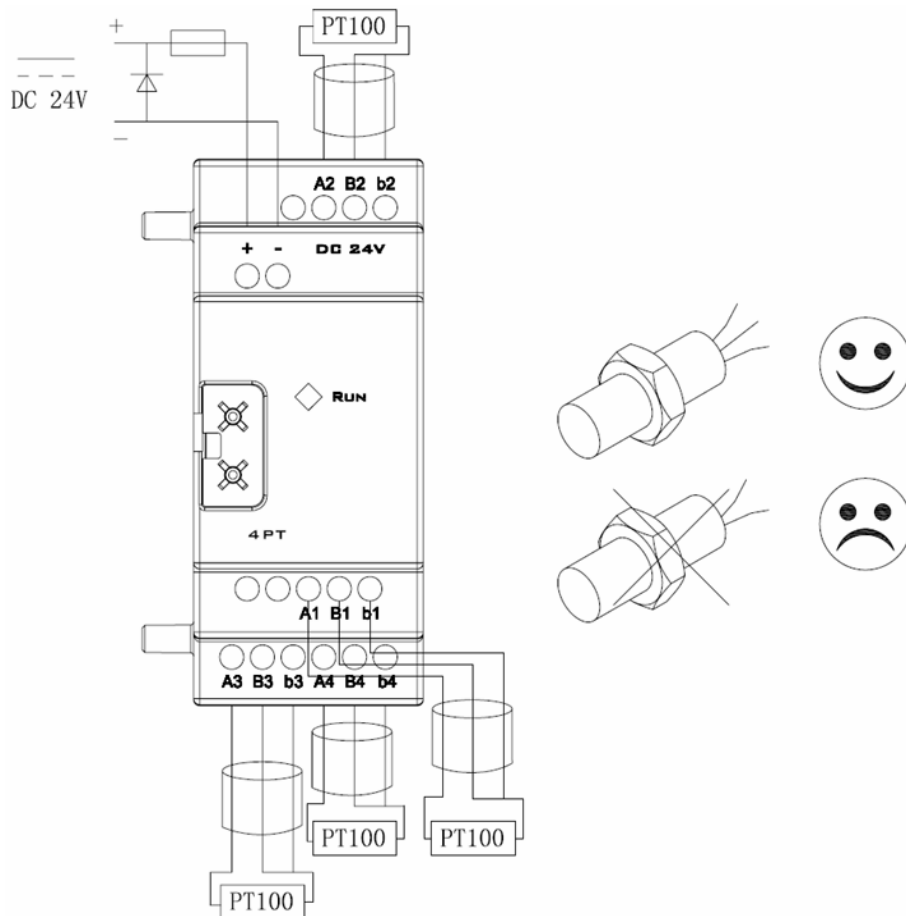 PT100
+
DC 24V
-
A2 B2 b2
+ - DC 24V
RUN
4PT
A1 B1 b1
A3 B3 b3 A4 B4 b4
PT100 PT100
PT100